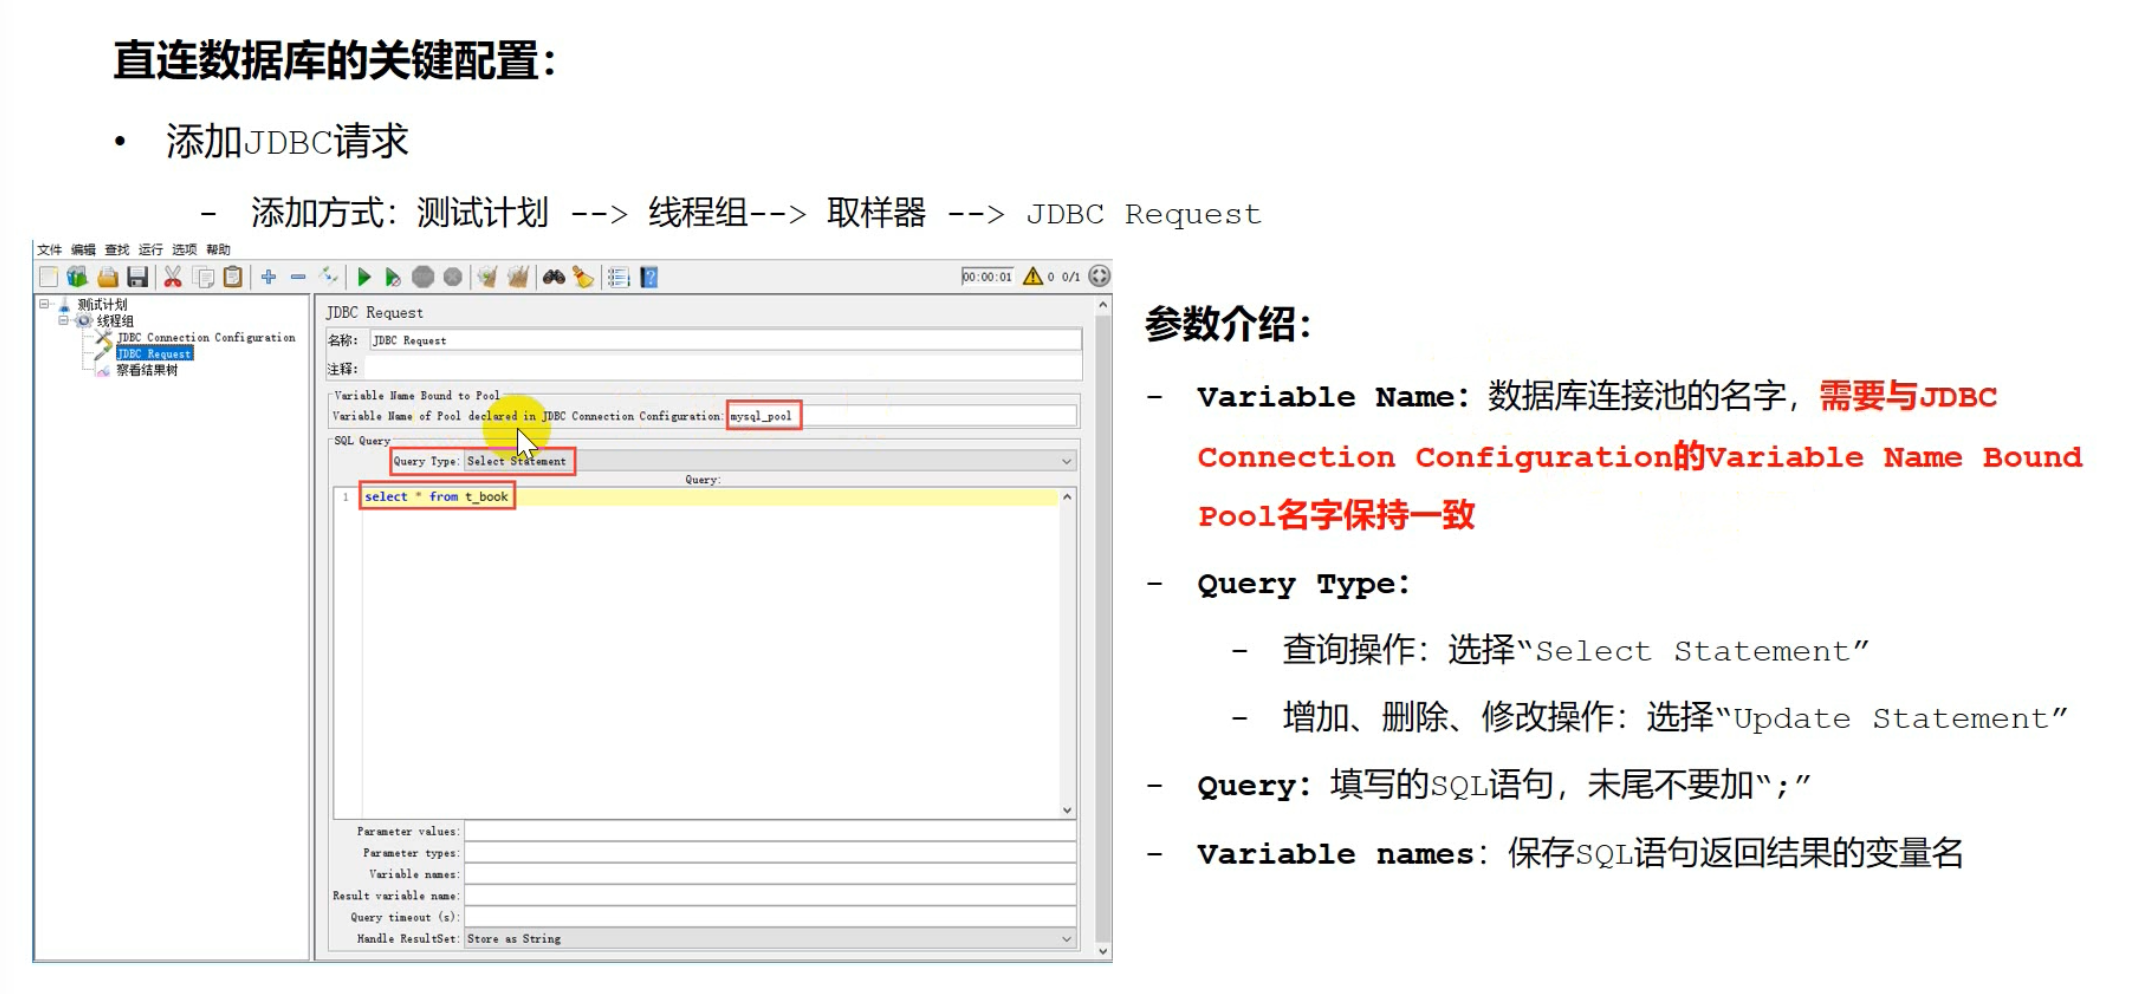 直连数据库的关键配置：
• 添加JDBC请求
- 添加方式：测试计划 --> 线程组--> 取样器 --> JDBC Request
文件 编辑 查找 运行 选项 帮助
00:00:01 0 0/1
测试计划
线程组
JDBC Connection Configuration
JDBC Request
察看结果树
JDBC Request
名称： JDBC Request
注释：
Variable Name Bound to Pool
Variable Name of Pool declared in JDBC Connection Configuration: mysql_pool
SQL Query
Query Type: Select Statement
Query:
1 select * from t_book
Parameter values:
Parameter types:
Variable names:
Result variable name:
Query timeout (s):
Handle ResultSet: Store as String
参数介绍：
- Variable Name：数据库连接池的名字，需要与JDBC
Connection Configuration的Variable Name Bound
Pool名字保持一致
- Query Type：
- 查询操作：选择“Select Statement”
- 增加、删除、修改操作：选择“Update Statement”
- Query：填写的SQL语句，未尾不要加“;”
- Variable names：保存SQL语句返回结果的变量名